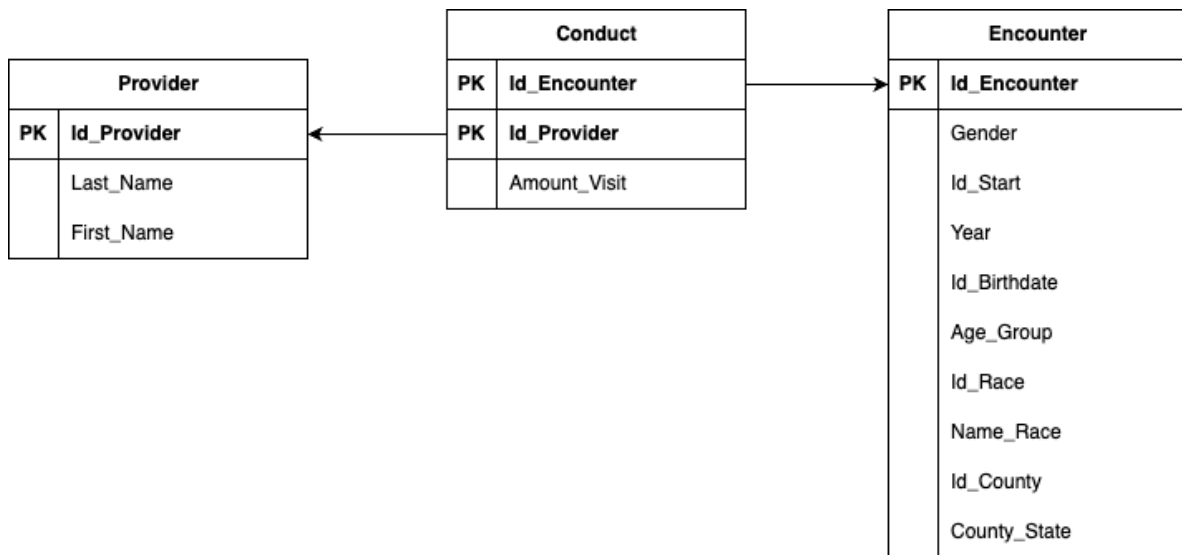 Provider
PK Id_Provider
Last_Name
First_Name
Conduct
PK Id_Encounter
PK Id_Provider
Amount_Visit
Encounter
PK Id_Encounter
Gender
Id_Start
Year
Id_Birthdate
Age_Group
Id_Race
Name_Race
Id_County
County_State